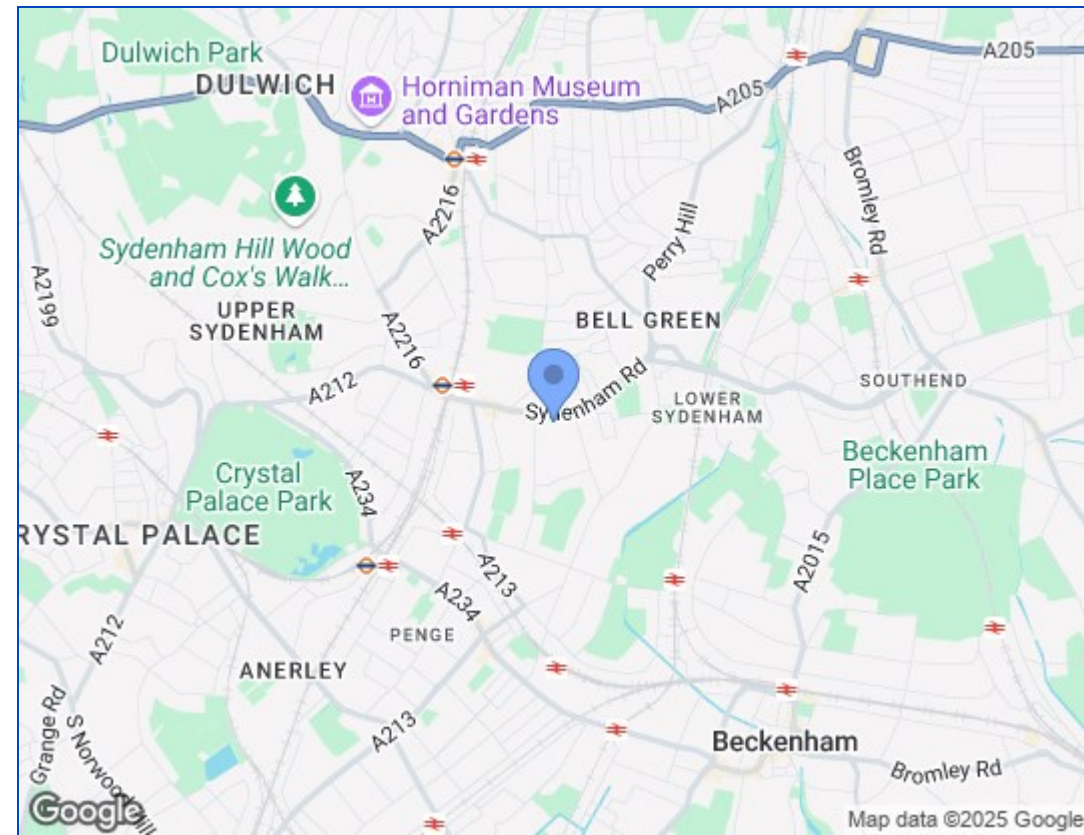 Dulwich Park
DULWICH
Horniman Museum
and Gardens
A205
A205
A2216
Bromley Rd
Perry Hill
Sydenham Hill Wood
and Cox's Walk...
A2199
UPPER
SYDENHAM
A2216
BELL GREEN
A212
Sydenham Rd
SOUTHEND
LOWER
SYDENHAM
Beckenham
Place Park
Crystal
Palace Park
A234
RYSTAL PALACE
A213
A2015
A234
A212
PENGE
ANERLEY
A213
Grange Rd
S Norwood Hill
Beckenham
Bromley Rd
Google
Map data ©2025 Google